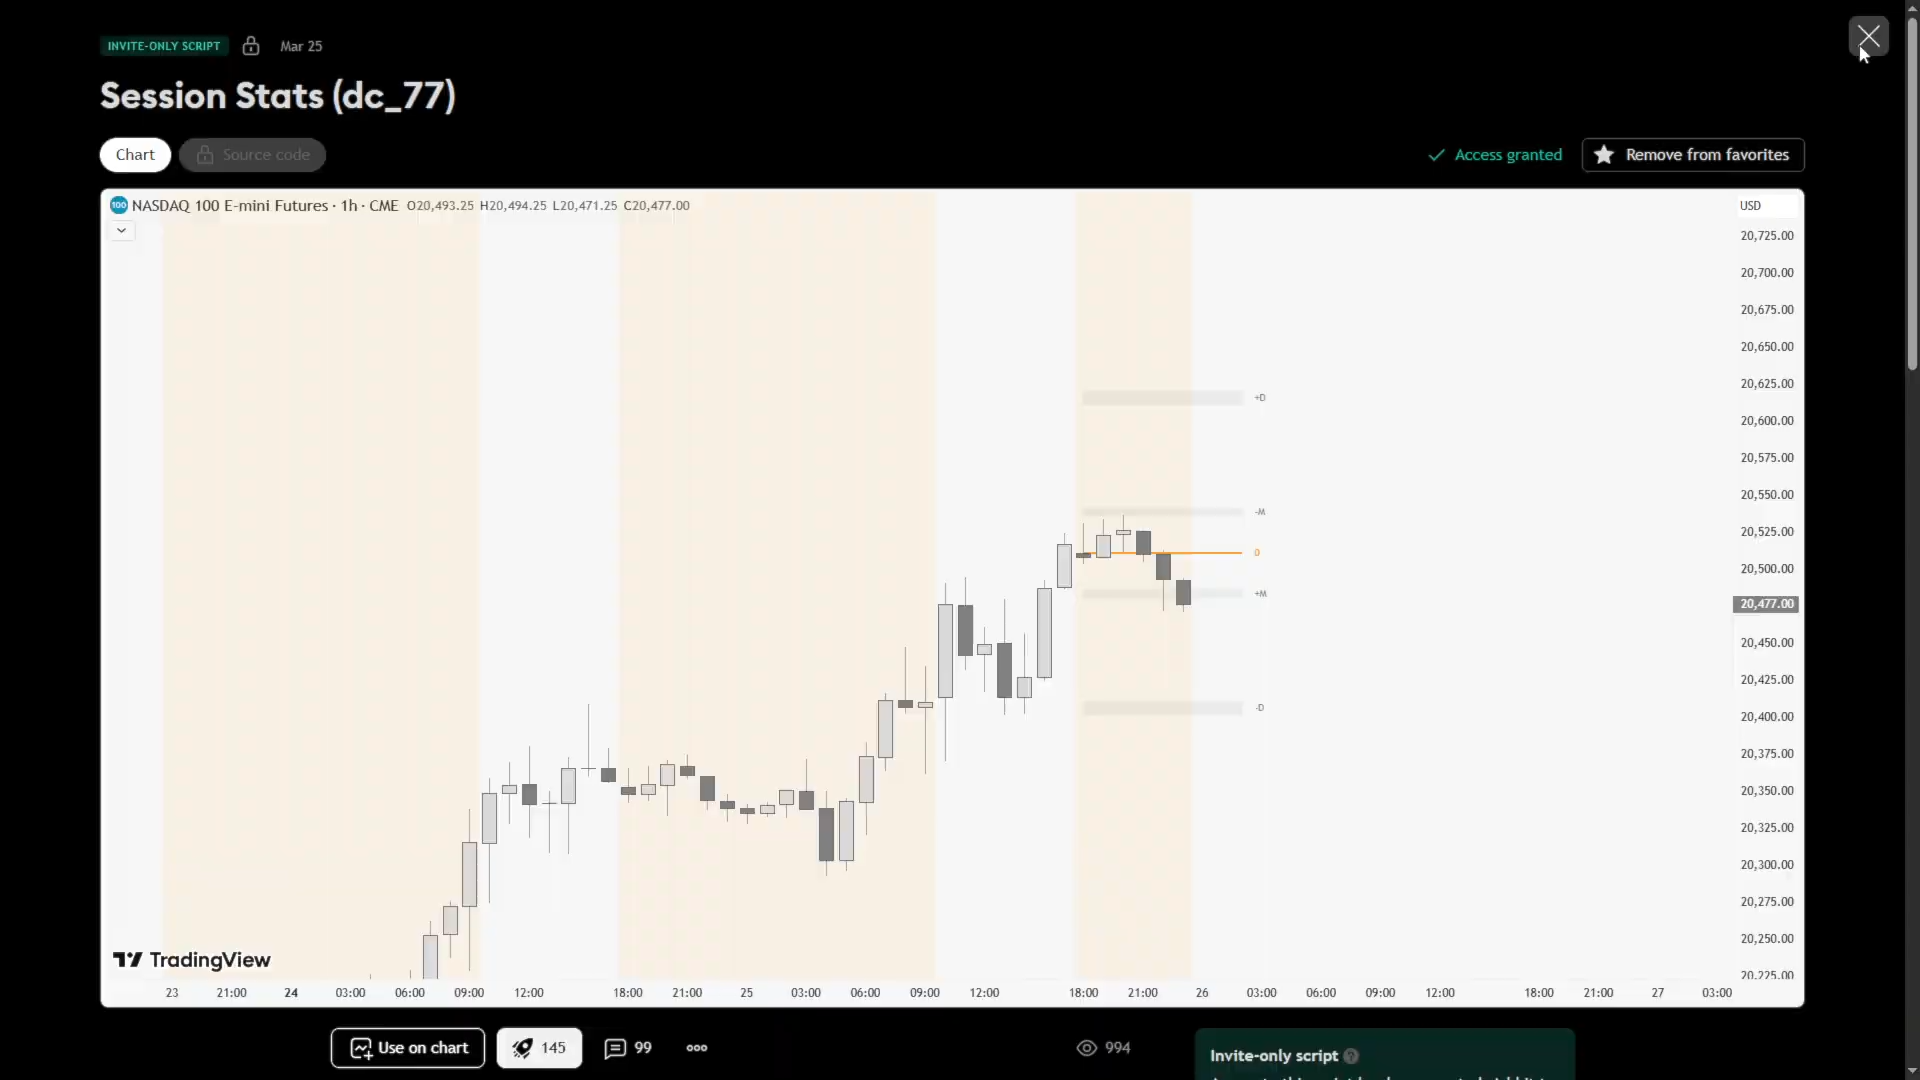 INVITE-ONLY SCRIPT Mar 25
Session Stats (dc_77)
Chart Source code Access granted Remove from favorites
100 NASDAQ 100 E-mini Futures · 1h · CME O20,493.25 H20,494.25 L20,471.25 C20,477.00 USD
20,725.00
20,700.00
20,675.00
20,650.00
20,625.00
+D
20,600.00
20,575.00
20,550.00
-M
20,525.00
O
20,500.00
+M
20,477.00
20,450.00
20,425.00
-D
20,400.00
20,375.00
20,350.00
20,325.00
20,300.00
20,275.00
20,250.00
TradingView
20,225.00
23 21:00 24 03:00 06:00 09:00 12:00 18:00 21:00 25 03:00 06:00 09:00 12:00 18:00 21:00 26 03:00 06:00 09:00 12:00 18:00 21:00 27 03:00
Use on chart 145 99 994
Invite-only script ?